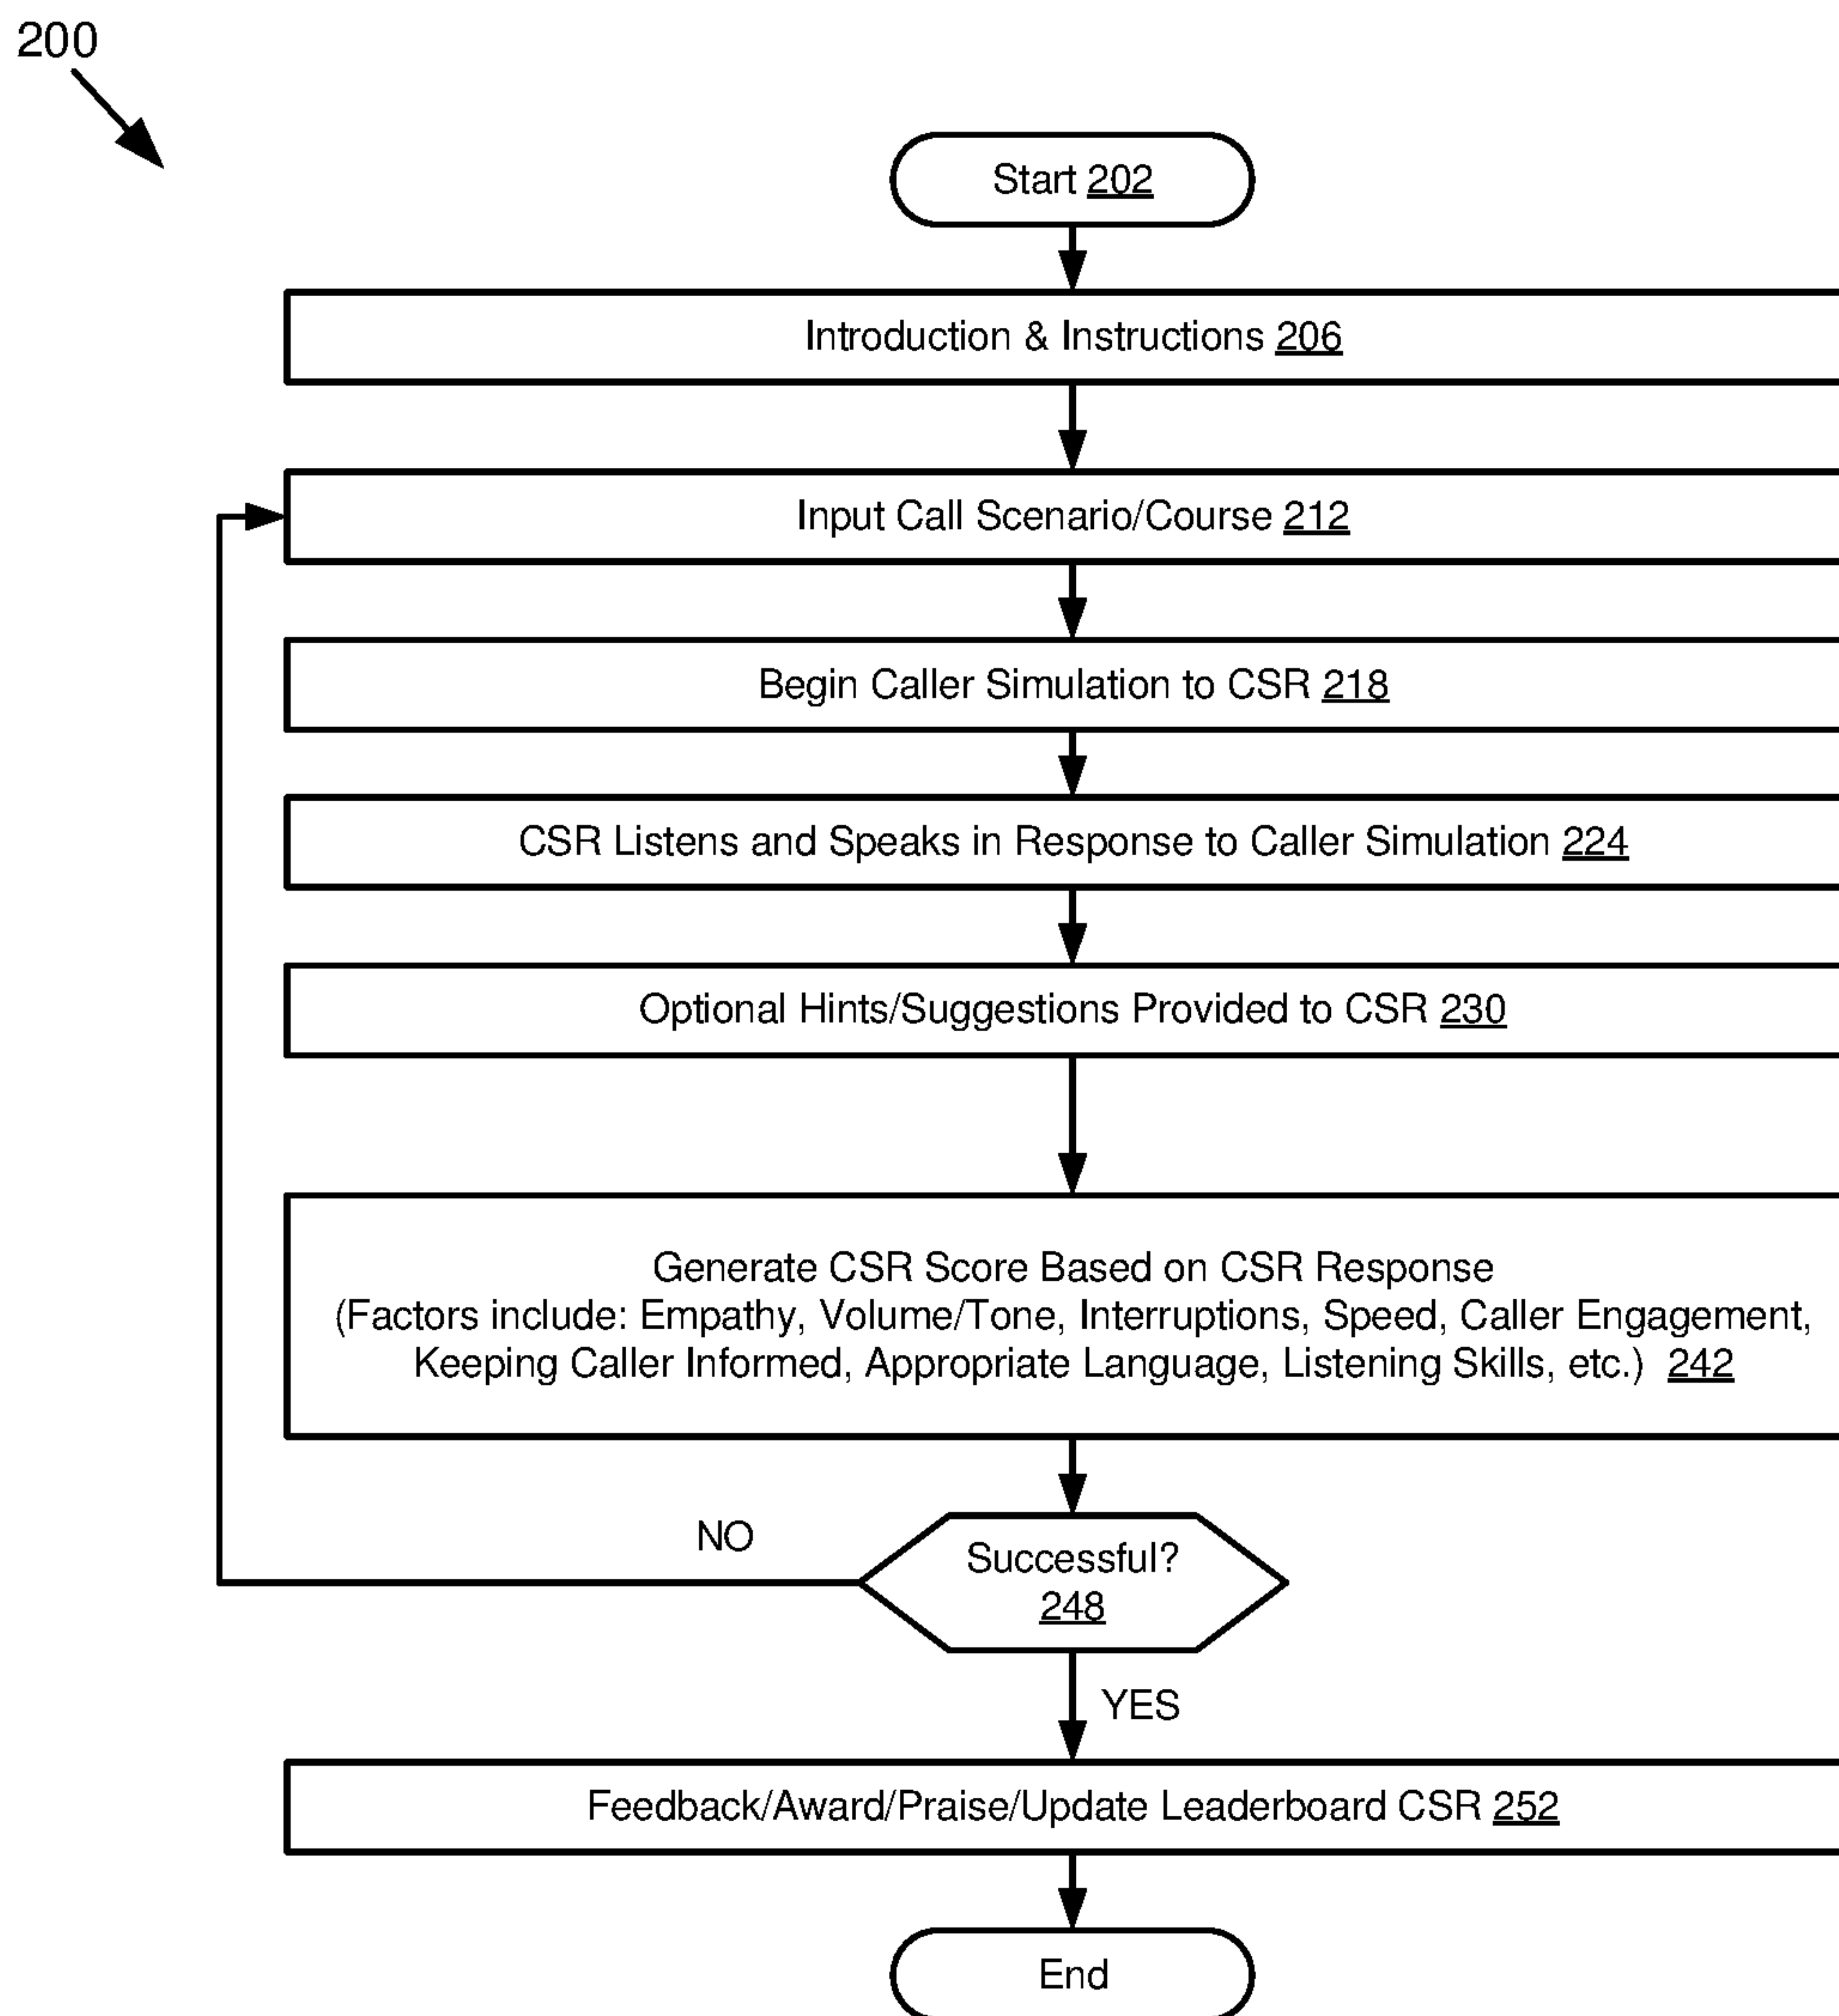 200
Start 202
Introduction & Instructions 206
Input Call Scenario/Course 212
Begin Caller Simulation to CSR 218
CSR Listens and Speaks in Response to Caller Simulation 224
Optional Hints/Suggestions Provided to CSR 230
Generate CSR Score Based on CSR Response
(Factors include: Empathy, Volume/Tone, Interruptions, Speed, Caller Engagement,
Keeping Caller Informed, Appropriate Language, Listening Skills, etc.) 242
NO
Successful?
248
YES
Feedback/Award/Praise/Update Leaderboard CSR 252
End